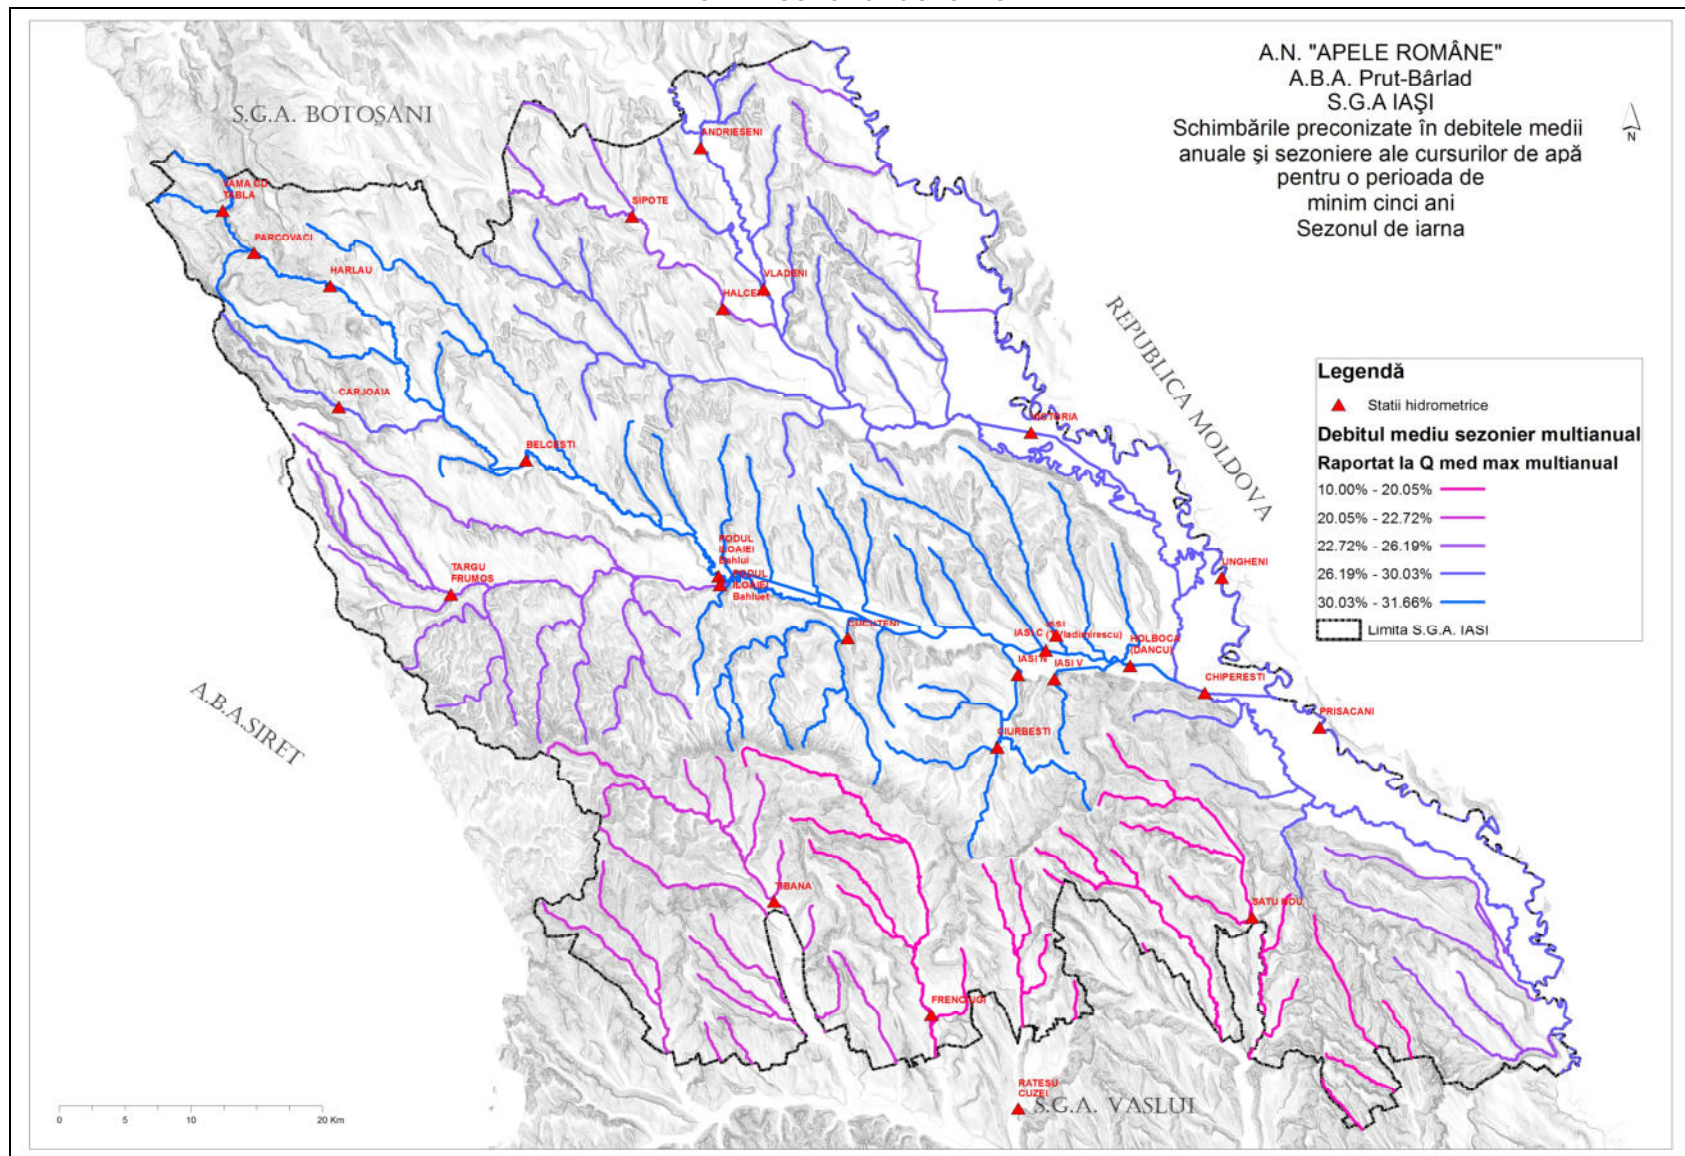 A.N. "APELE ROMÂNE"
A.B.A. Prut-Bârlad
S.G.A IAŞI
Schimbările preconizate în debitele medii
anuale şi sezoniere ale cursurilor de apă
pentru o perioada de
minim cinci ani
Sezonul de iarna
N
S.G.A. BOTOSANI
ANDRIESENI
SIPOTE
TABLA
PARCOVACI
HARLAU
VLADENI
REPUBLICA MOLDOVA
Legendă
Statii hidrometrice
Debitul mediu sezonier multianual
Raportat la Q med max multianual
10.00% - 20.05%
20.05% - 22.72%
22.72% - 26.19%
26.19% - 30.03%
30.03% - 31.66%
Limita S.G.A. IASI
CARJOAIA
BELCESTI
PODUL
ILOAIEI
Bahlui
PODUL
ILOAIEI
Bahluet
TARGU
FRUMOS
UNGHENI
CUCUTENI
IASI C
IASI
HOLBOCA
(DANCU)
IASI N
IASI V
CHIPERESTI
PRISACANI
CIURBESTI
A.B.A.SIRET
TIBANA
SATU NOU
RATESU
CUZEI
S.G.A. VASLUI
0 5 10 20 Km